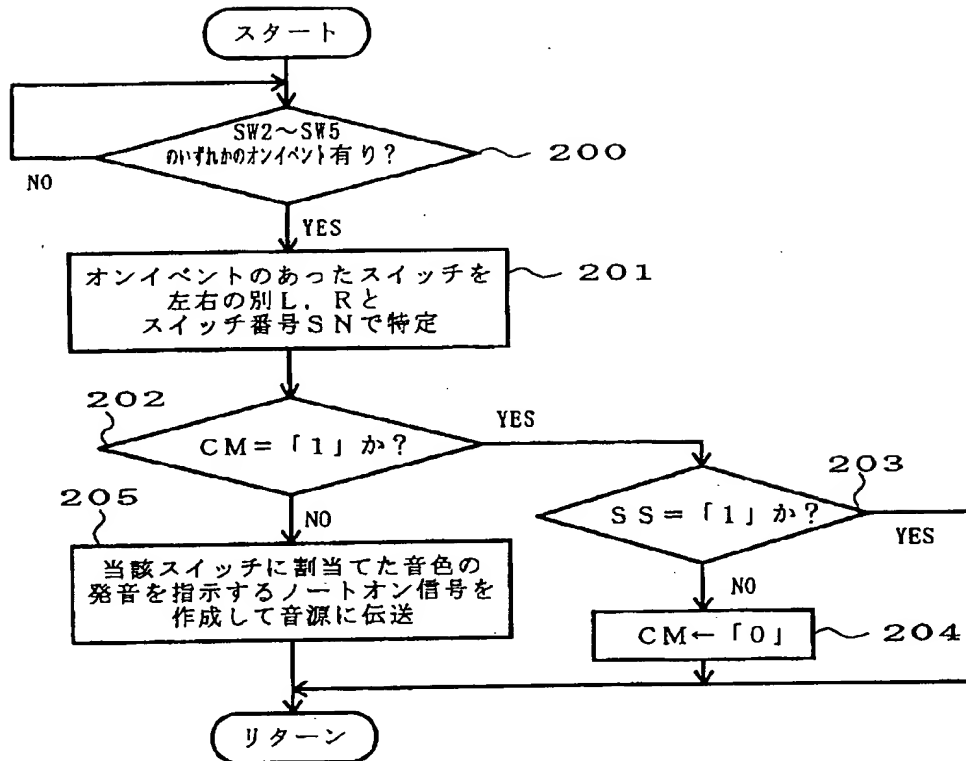 スタート
SW2～SW5
のいずれかのオンイベント有り？
200
NO
YES
オンイベントのあったスイッチを
左右の別L．Rと
スイッチ番号SNで特定
201
202
CM＝「1」か？
YES
NO
203
SS＝「1」か？
YES
NO
205
当該スイッチに割当てた音色の
発音を指示するノートオン信号を
作成して音源に伝送
CM←「0」
204
リターン